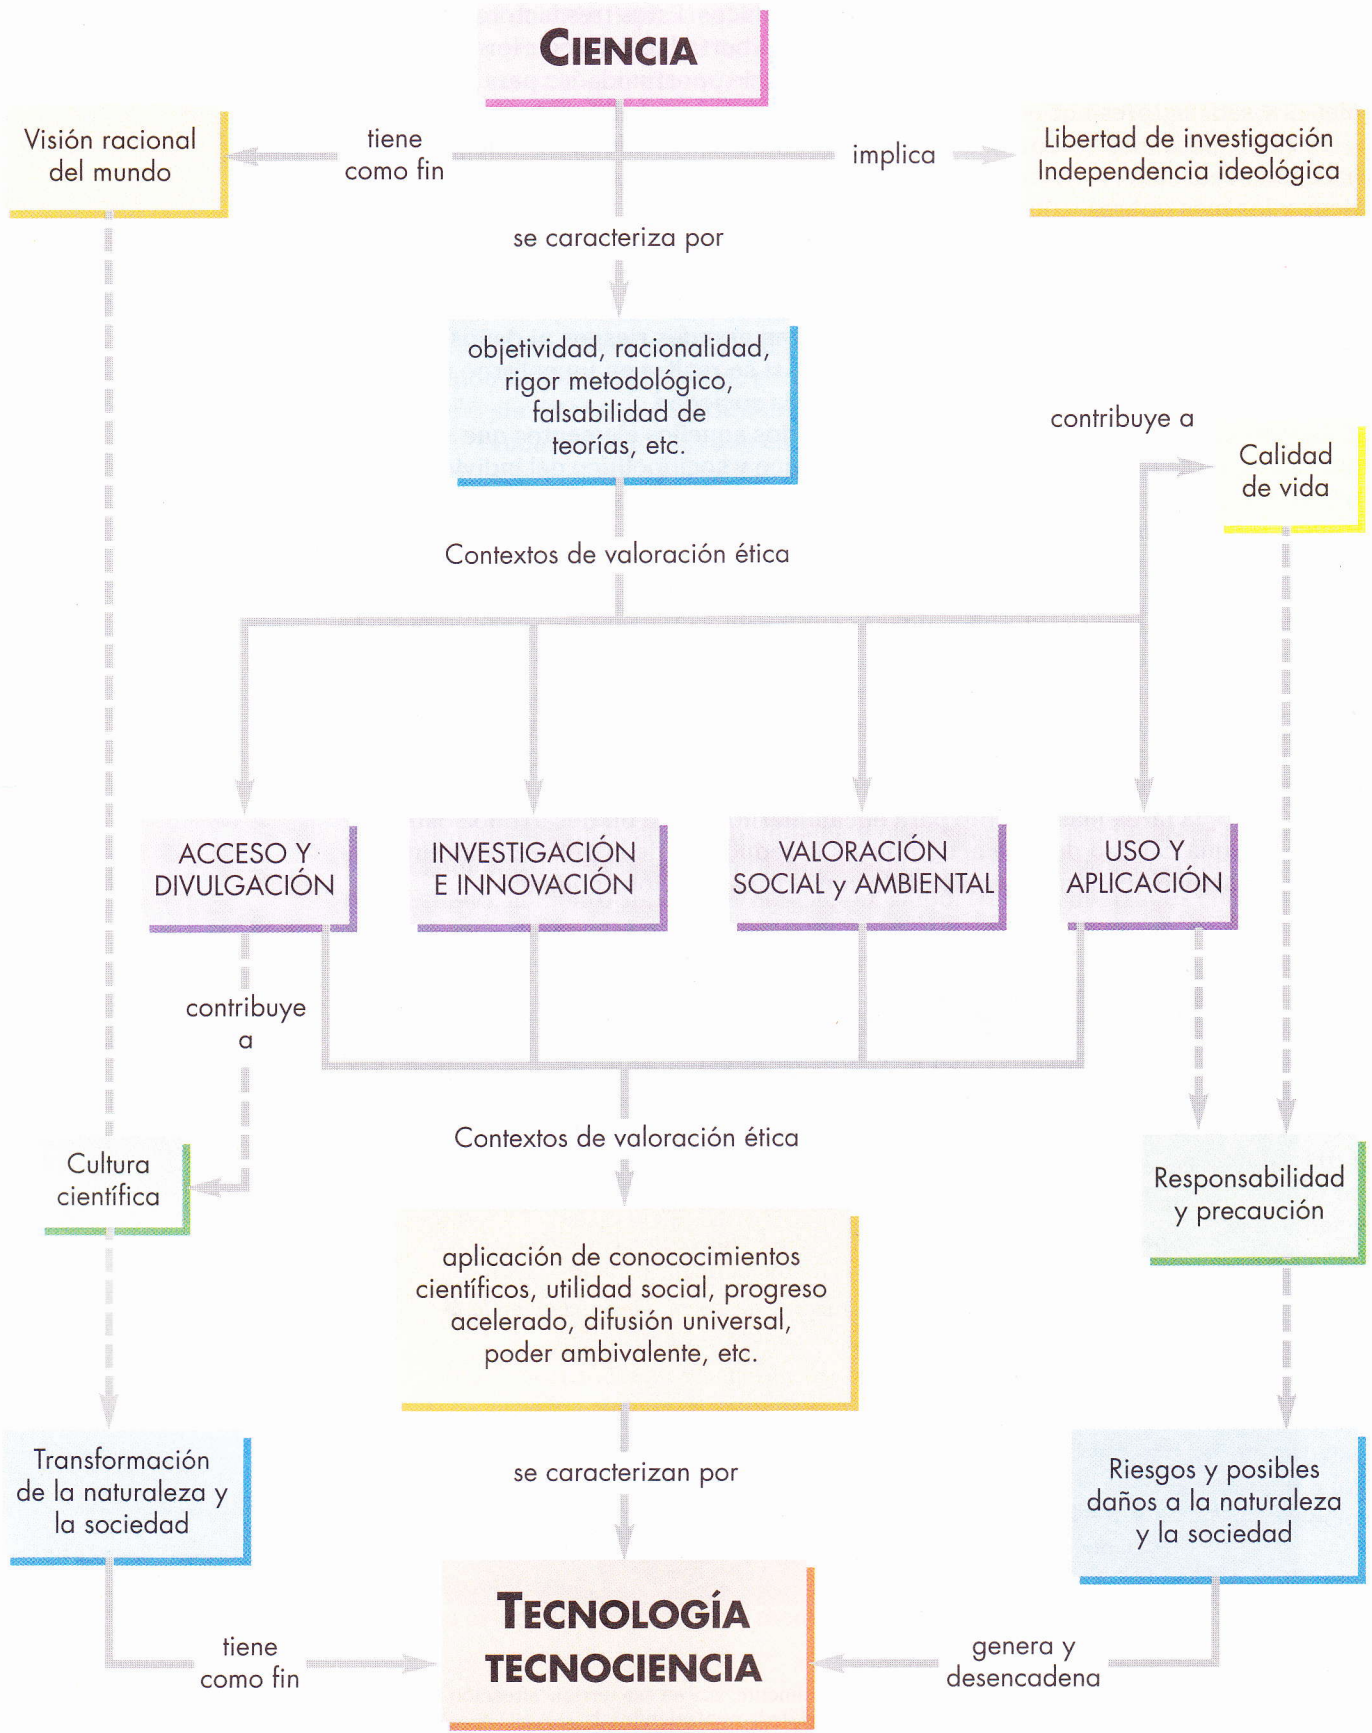 CIENCIA
Visión racional
del mundo
tiene
como fin
implica
Libertad de investigación
Independencia ideológica
se caracteriza por
objetividad, racionalidad,
rigor metodológico,
falsabilidad de
teorías, etc.
contribuye a
Calidad
de vida
Contextos de valoración ética
ACCESO Y
DIVULGACIÓN
INVESTIGACIÓN
E INNOVACIÓN
VALORACIÓN
SOCIAL y AMBIENTAL
USO Y
APLICACIÓN
contribuye
a
Contextos de valoración ética
Cultura
científica
Responsabilidad
y precaución
aplicación de conococimientos
científicos, utilidad social, progreso
acelerado, difusión universal,
poder ambivalente, etc.
Transformación
de la naturaleza y
la sociedad
se caracterizan por
Riesgos y posibles
daños a la naturaleza
y la sociedad
TECNOLOGÍA
TECNOCIENCIA
tiene
como fin
genera y
desencadena